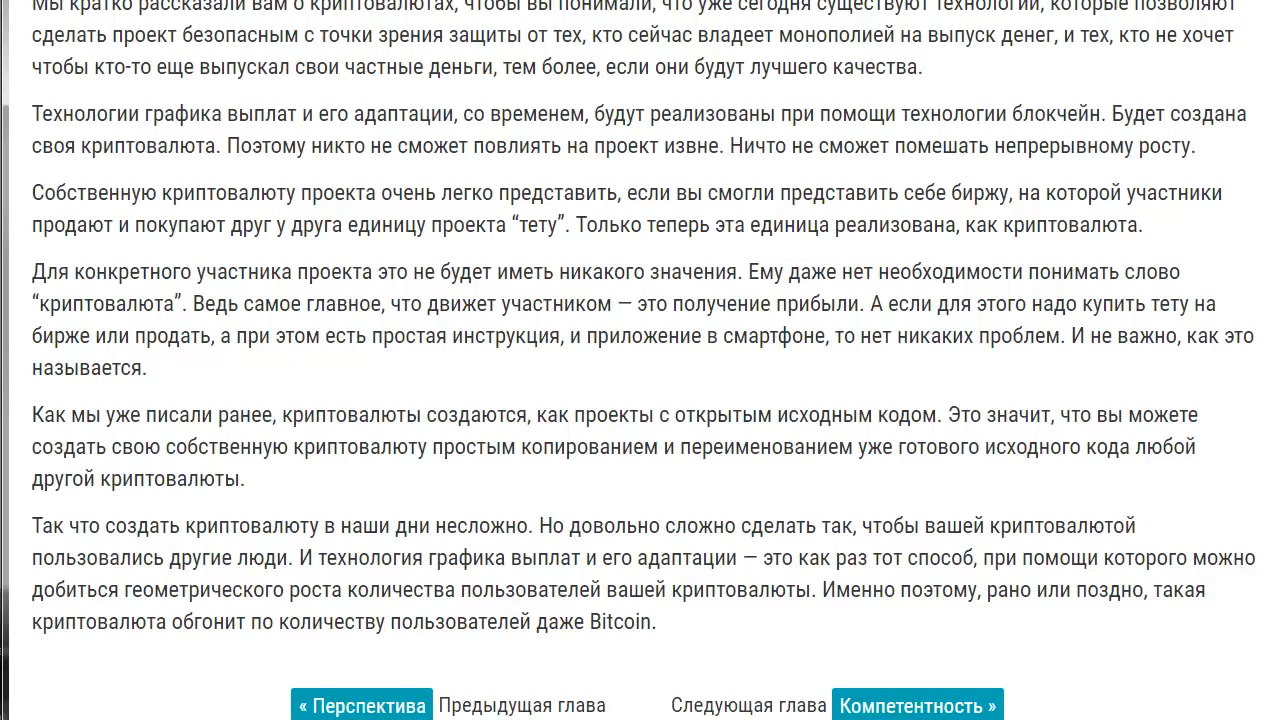 Мы кратко рассказали вам о криптовалютах, чтобы вы понимали, что уже сегодня существуют технологии, которые позволяют
сделать проект безопасным с точки зрения защиты от тех, кто сейчас владеет монополией на выпуск денег, и тех, кто не хочет
чтобы кто-то еще выпускал свои частные деньги, тем более, если они будут лучшего качества.
Технологии графика выплат и его адаптации, со временем, будут реализованы при помощи технологии блокчейн. Будет создана
своя криптовалюта. Поэтому никто не сможет повлиять на проект извне. Ничто не сможет помешать непрерывному росту.
Собственную криптовалюту проекта очень легко представить, если вы смогли представить себе биржу, на которой участники
продают и покупают друг у друга единицу проекта “тету”. Только теперь эта единица реализована, как криптовалюта.
Для конкретного участника проекта это не будет иметь никакого значения. Ему даже нет необходимости понимать слово
“криптовалюта”. Ведь самое главное, что движет участником — это получение прибыли. А если для этого надо купить тету на
бирже или продать, а при этом есть простая инструкция, и приложение в смартфоне, то нет никаких проблем. И не важно, как это
называется.
Как мы уже писали ранее, криптовалюты создаются, как проекты с открытым исходным кодом. Это значит, что вы можете
создать свою собственную криптовалюту простым копированием и переименованием уже готового исходного кода любой
другой криптовалюты.
Так что создать криптовалюту в наши дни несложно. Но довольно сложно сделать так, чтобы вашей криптовалютой
пользовались другие люди. И технология графика выплат и его адаптации — это как раз тот способ, при помощи которого можно
добиться геометрического роста количества пользователей вашей криптовалюты. Именно поэтому, рано или поздно, такая
криптовалюта обгонит по количеству пользователей даже Bitcoin.
« Перспектива Предыдущая глава Следующая глава Компетентность »